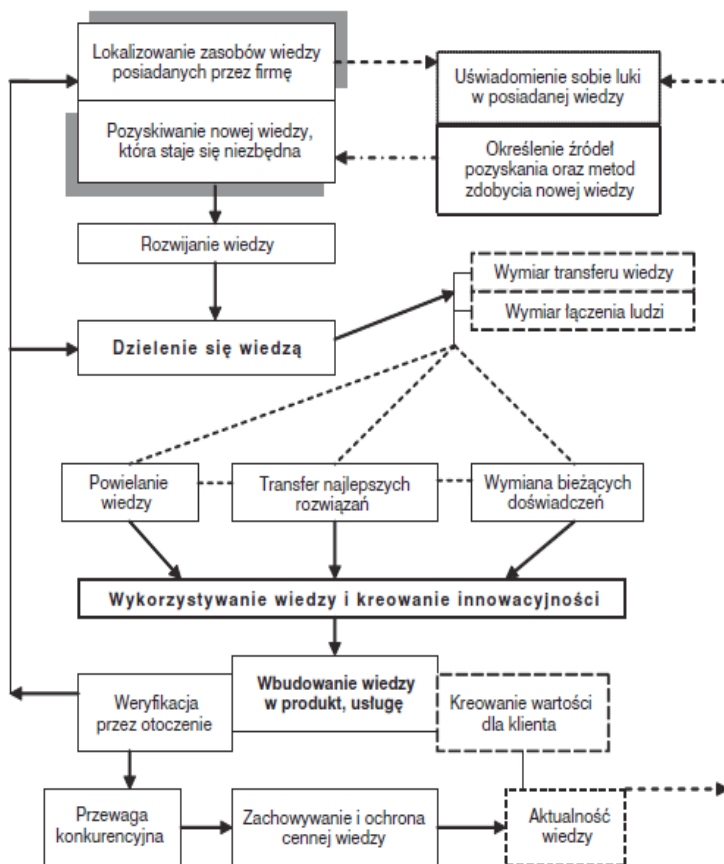 Lokalizowanie zasobów wiedzy
posiadanych przez firmę
Uświadomienie sobie luki
w posiadanej wiedzy
Pozyskiwanie nowej wiedzy,
która staje się niezbędna
Określenie źródeł
pozyskania oraz metod
zdobycia nowej wiedzy
Rozwijanie wiedzy
Wymiar transferu wiedzy
Wymiar łączenia ludzi
Dzielenie się wiedzą
Powielanie
wiedzy
Transfer najlepszych
rozwiązań
Wymiana bieżących
doświadczeń
Wykorzystywanie wiedzy i kreowanie innowacyjności
Wbudowanie wiedzy
w produkt, usługę
Weryfikacja
przez otoczenie
Kreowanie wartości
dla klienta
Przewaga
konkurencyjna
Zachowywanie i ochrona
cennej wiedzy
Aktualność
wiedzy